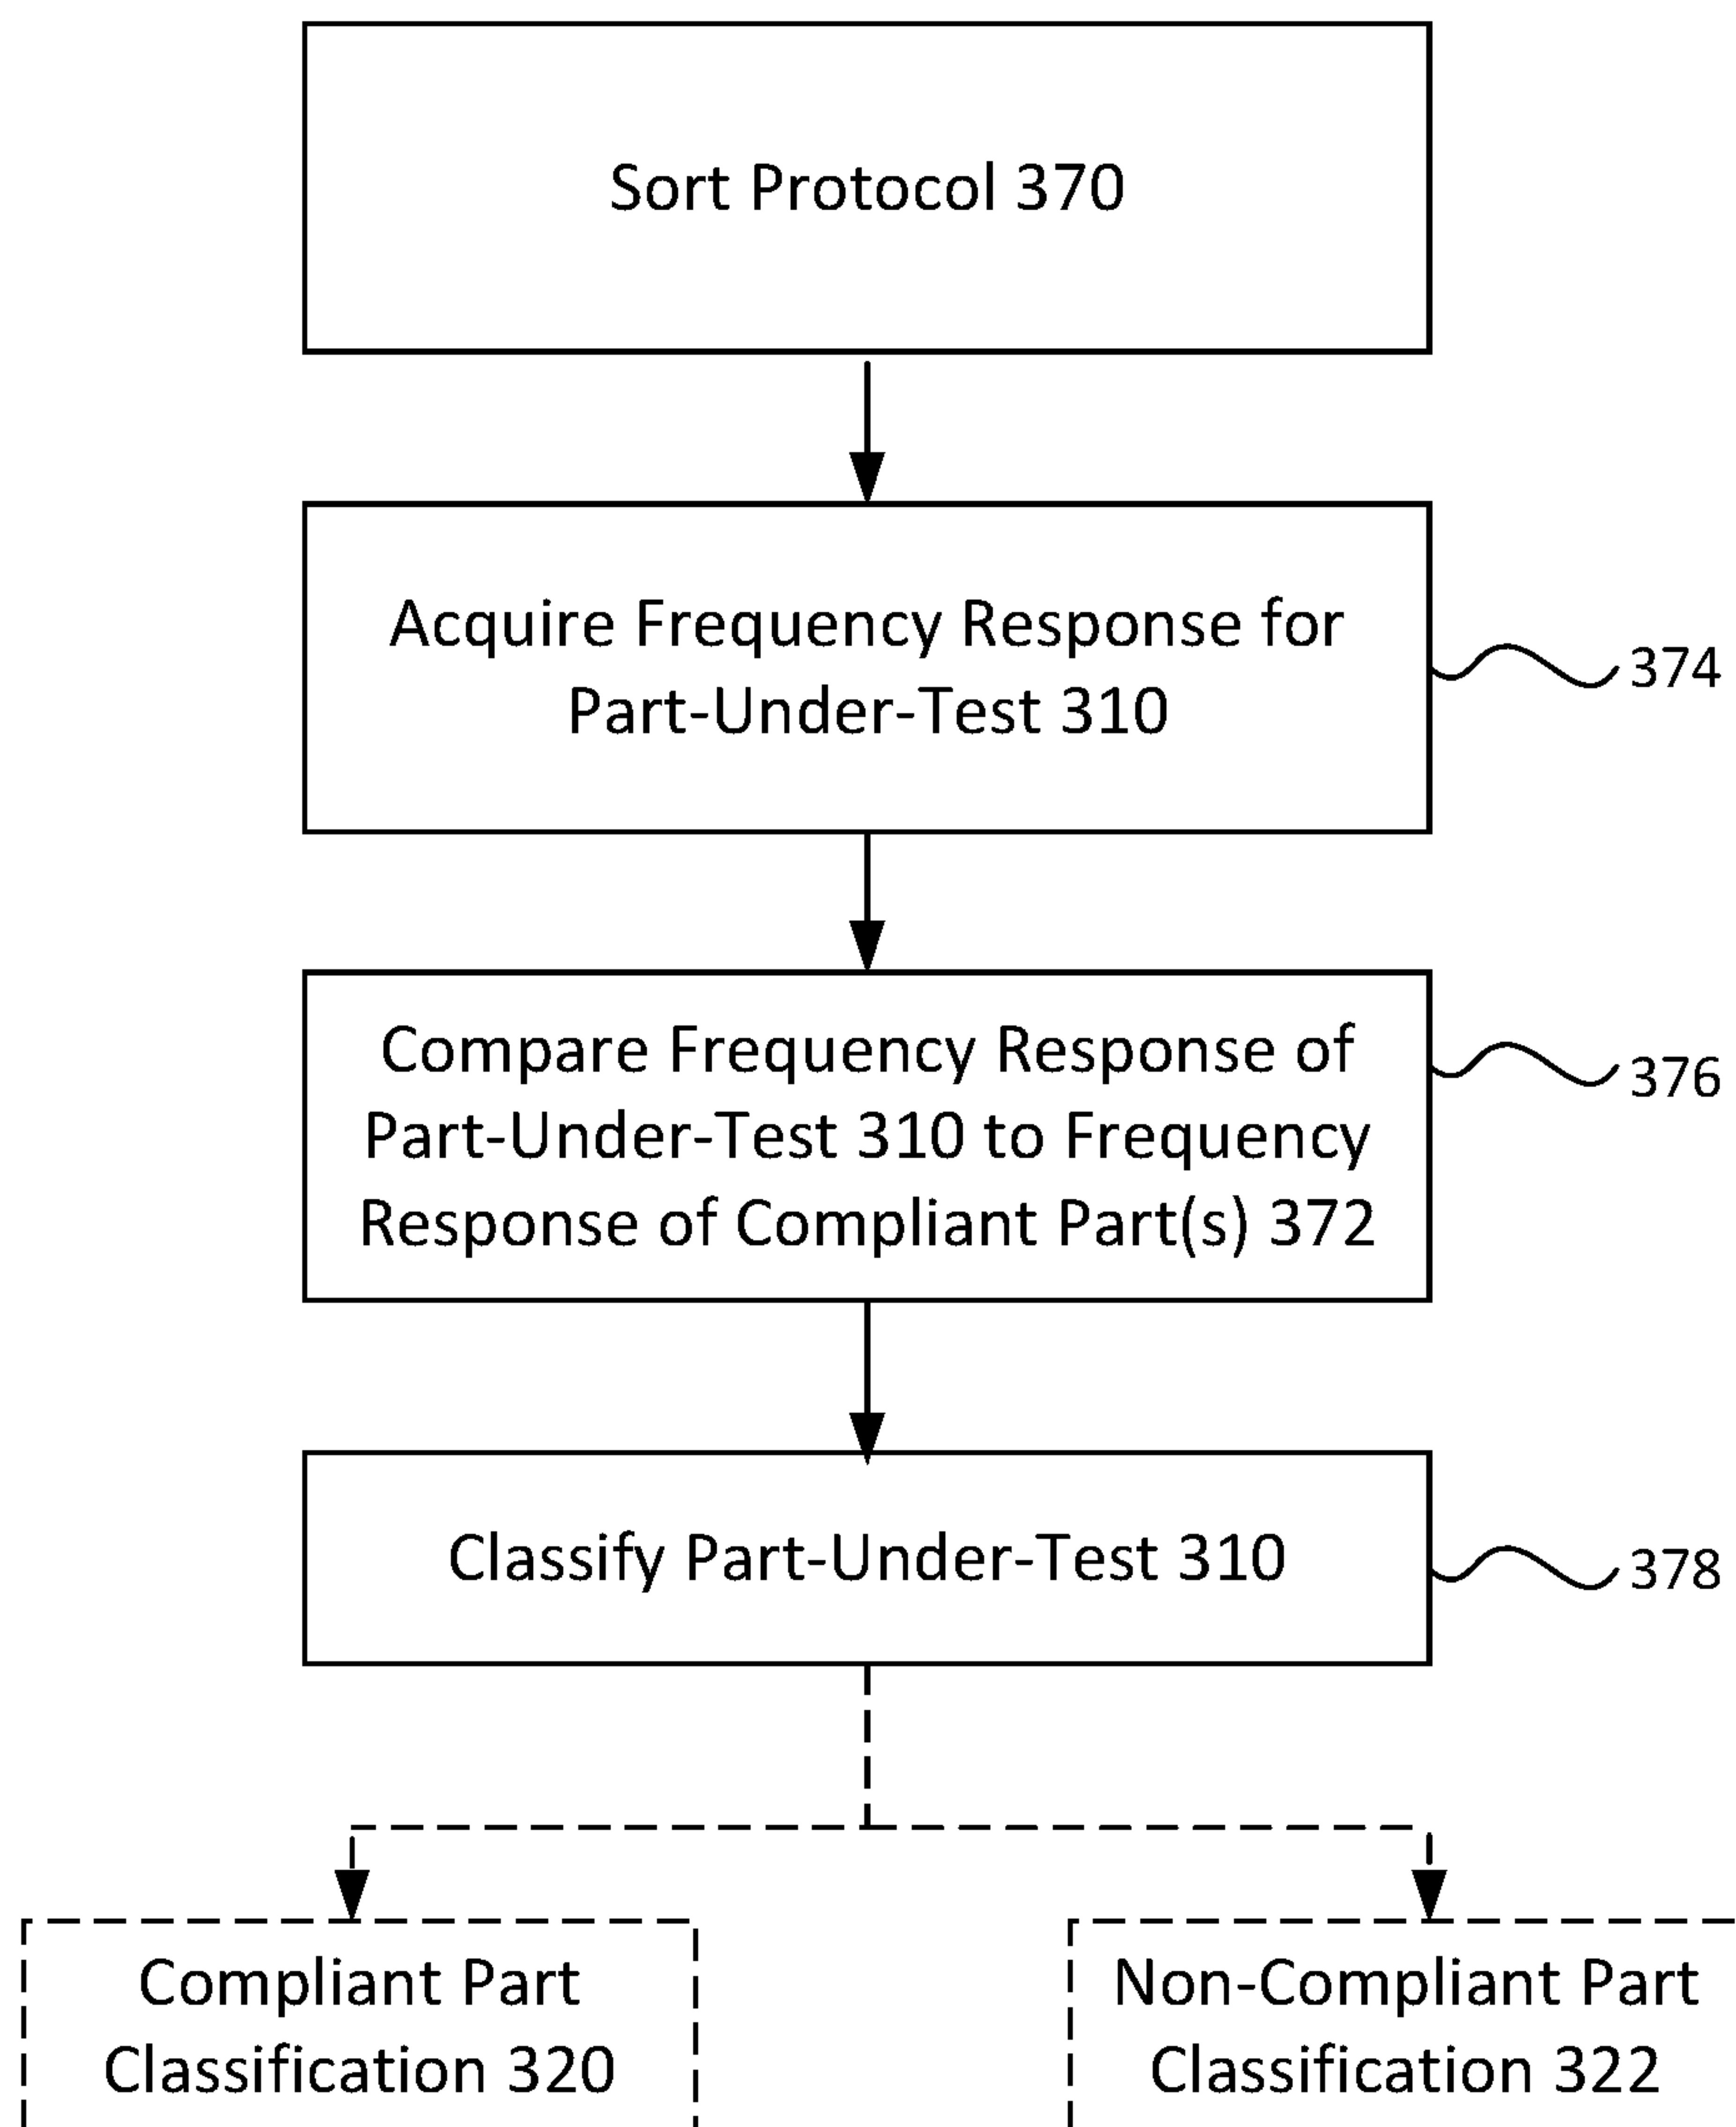 Sort Protocol 370
Acquire Frequency Response for
Part-Under-Test 310
374
Compare Frequency Response of
Part-Under-Test 310 to Frequency
Response of Compliant Part(s) 372
376
Classify Part-Under-Test 310
378
Compliant Part
Classification 320
Non-Compliant Part
Classification 322